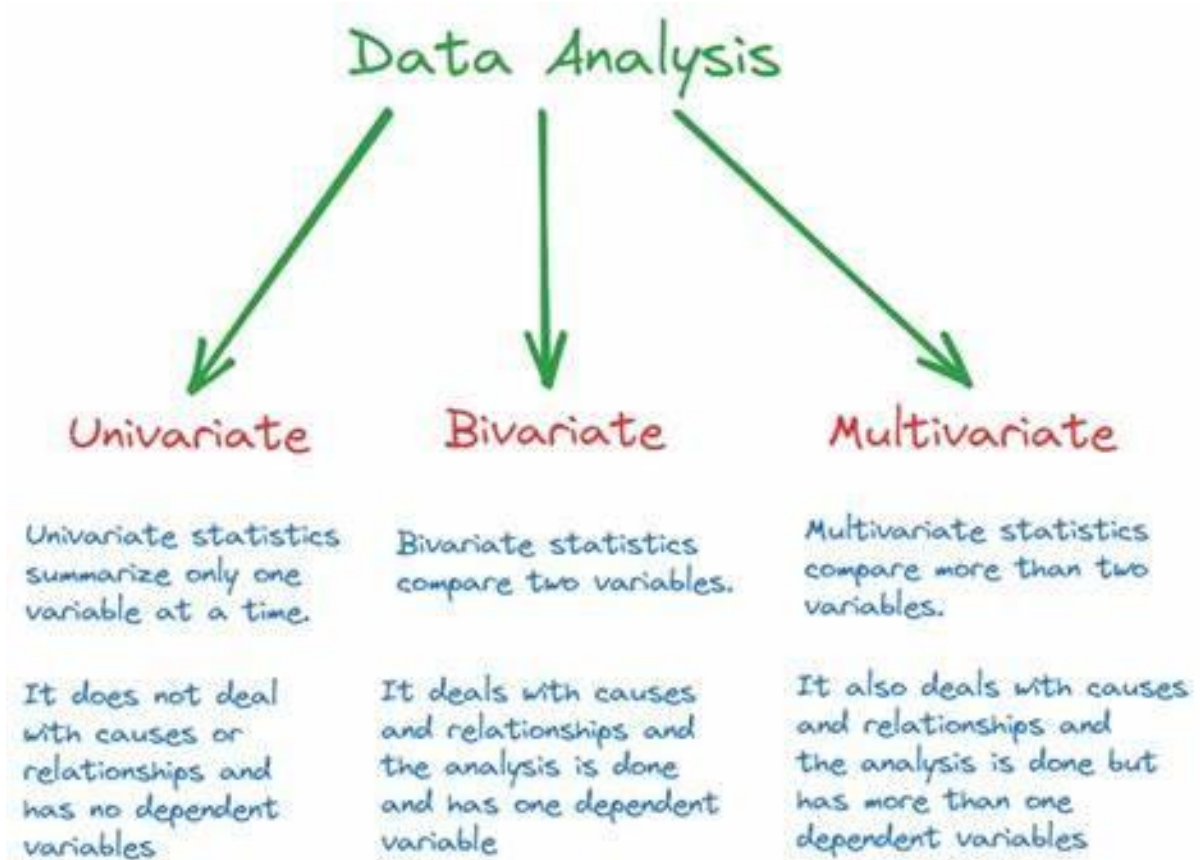 Data Analysis
Univariate
Univariate statistics
summarize only one
variable at a time.
It does not deal
with causes or
relationships and
has no dependent
variables
Bivariate
Bivariate statistics
compare two variables.
It deals with causes
and relationships and
the analysis is done
and has one dependent
variable
Multivariate
Multivariate statistics
compare more than two
variables.
It also deals with causes
and relationships and
the analysis is done but
has more than one
dependent variables